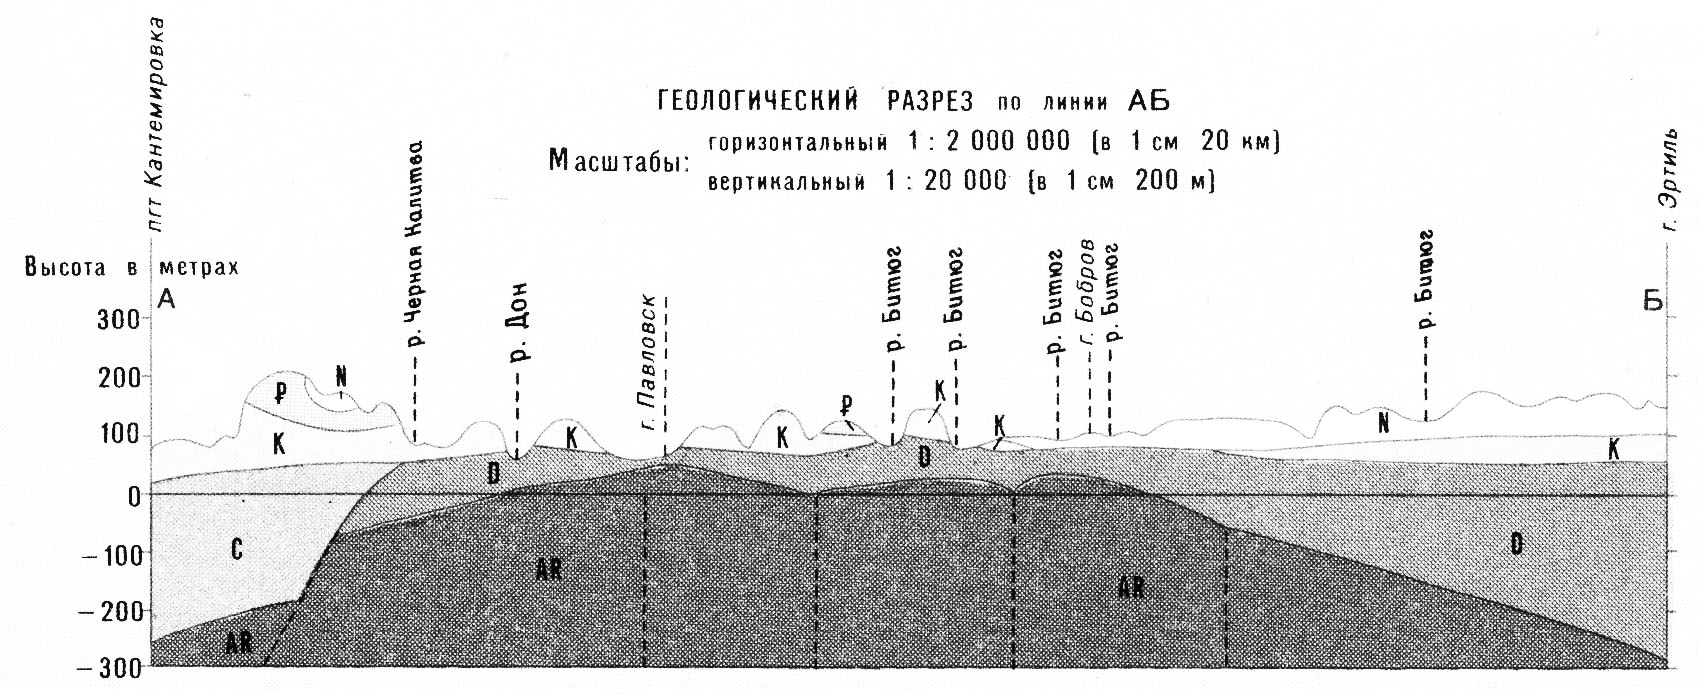 ГЕОЛОГИЧЕСКИЙ РАЗРЕЗ по линии АБ
Масштабы:
горизонтальный 1 : 2 000 000 (в 1 см 20 км)
вертикальный 1 : 20 000 (в 1 см 200 м)
пгт Кантемировка
р. Черная Калитва
р. Дон
г. Павловск
р. Битюг
р. Битюг
р. Битюг
г. Бобров
р. Битюг
р. Битюг
г. Эртиль
Высота в метрах
А
Б
300
200
100
0
– 100
– 200
– 300
₽
N
K
K
K
₽
K
K
N
K
D
D
D
C
AR
AR
AR